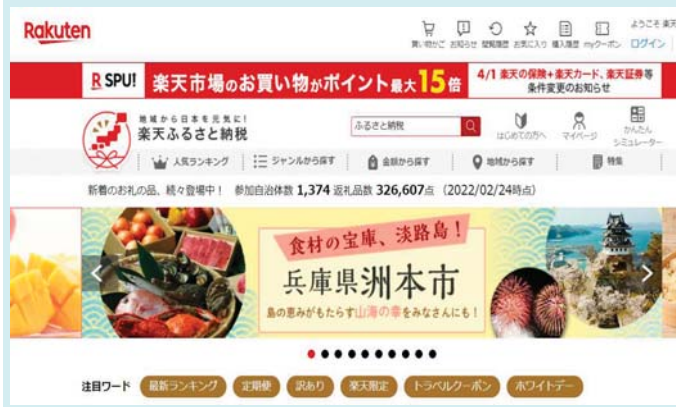 Rakuten
買い物かご お知らせ 閲覧履歴 お気に入り 購入履歴 myクーポン
ようこそ 楽天
ログイン
R SPU! 楽天市場のお買い物がポイント最大15倍
4/1 楽天の保険+楽天カード、楽天証券等
条件変更のお知らせ
地域から日本を元気に!
楽天ふるさと納税
ふるさと納税
はじめての方へ マイページ かんたん
シミュレーター
人気ランキング ジャンルから探す 金額から探す 地域から探す 特集
新着のお礼の品、続々登場中! 参加自治体数 1,374 返礼品数 326,607点 (2022/02/24時点)
食材の宝庫、淡路島!
兵庫県洲本市
島の恵みがもたらす山海の幸をみなさんにも!
注目ワード 最新ランキング 定期便 訳あり 楽天限定 トラベルクーポン ホワイトデー